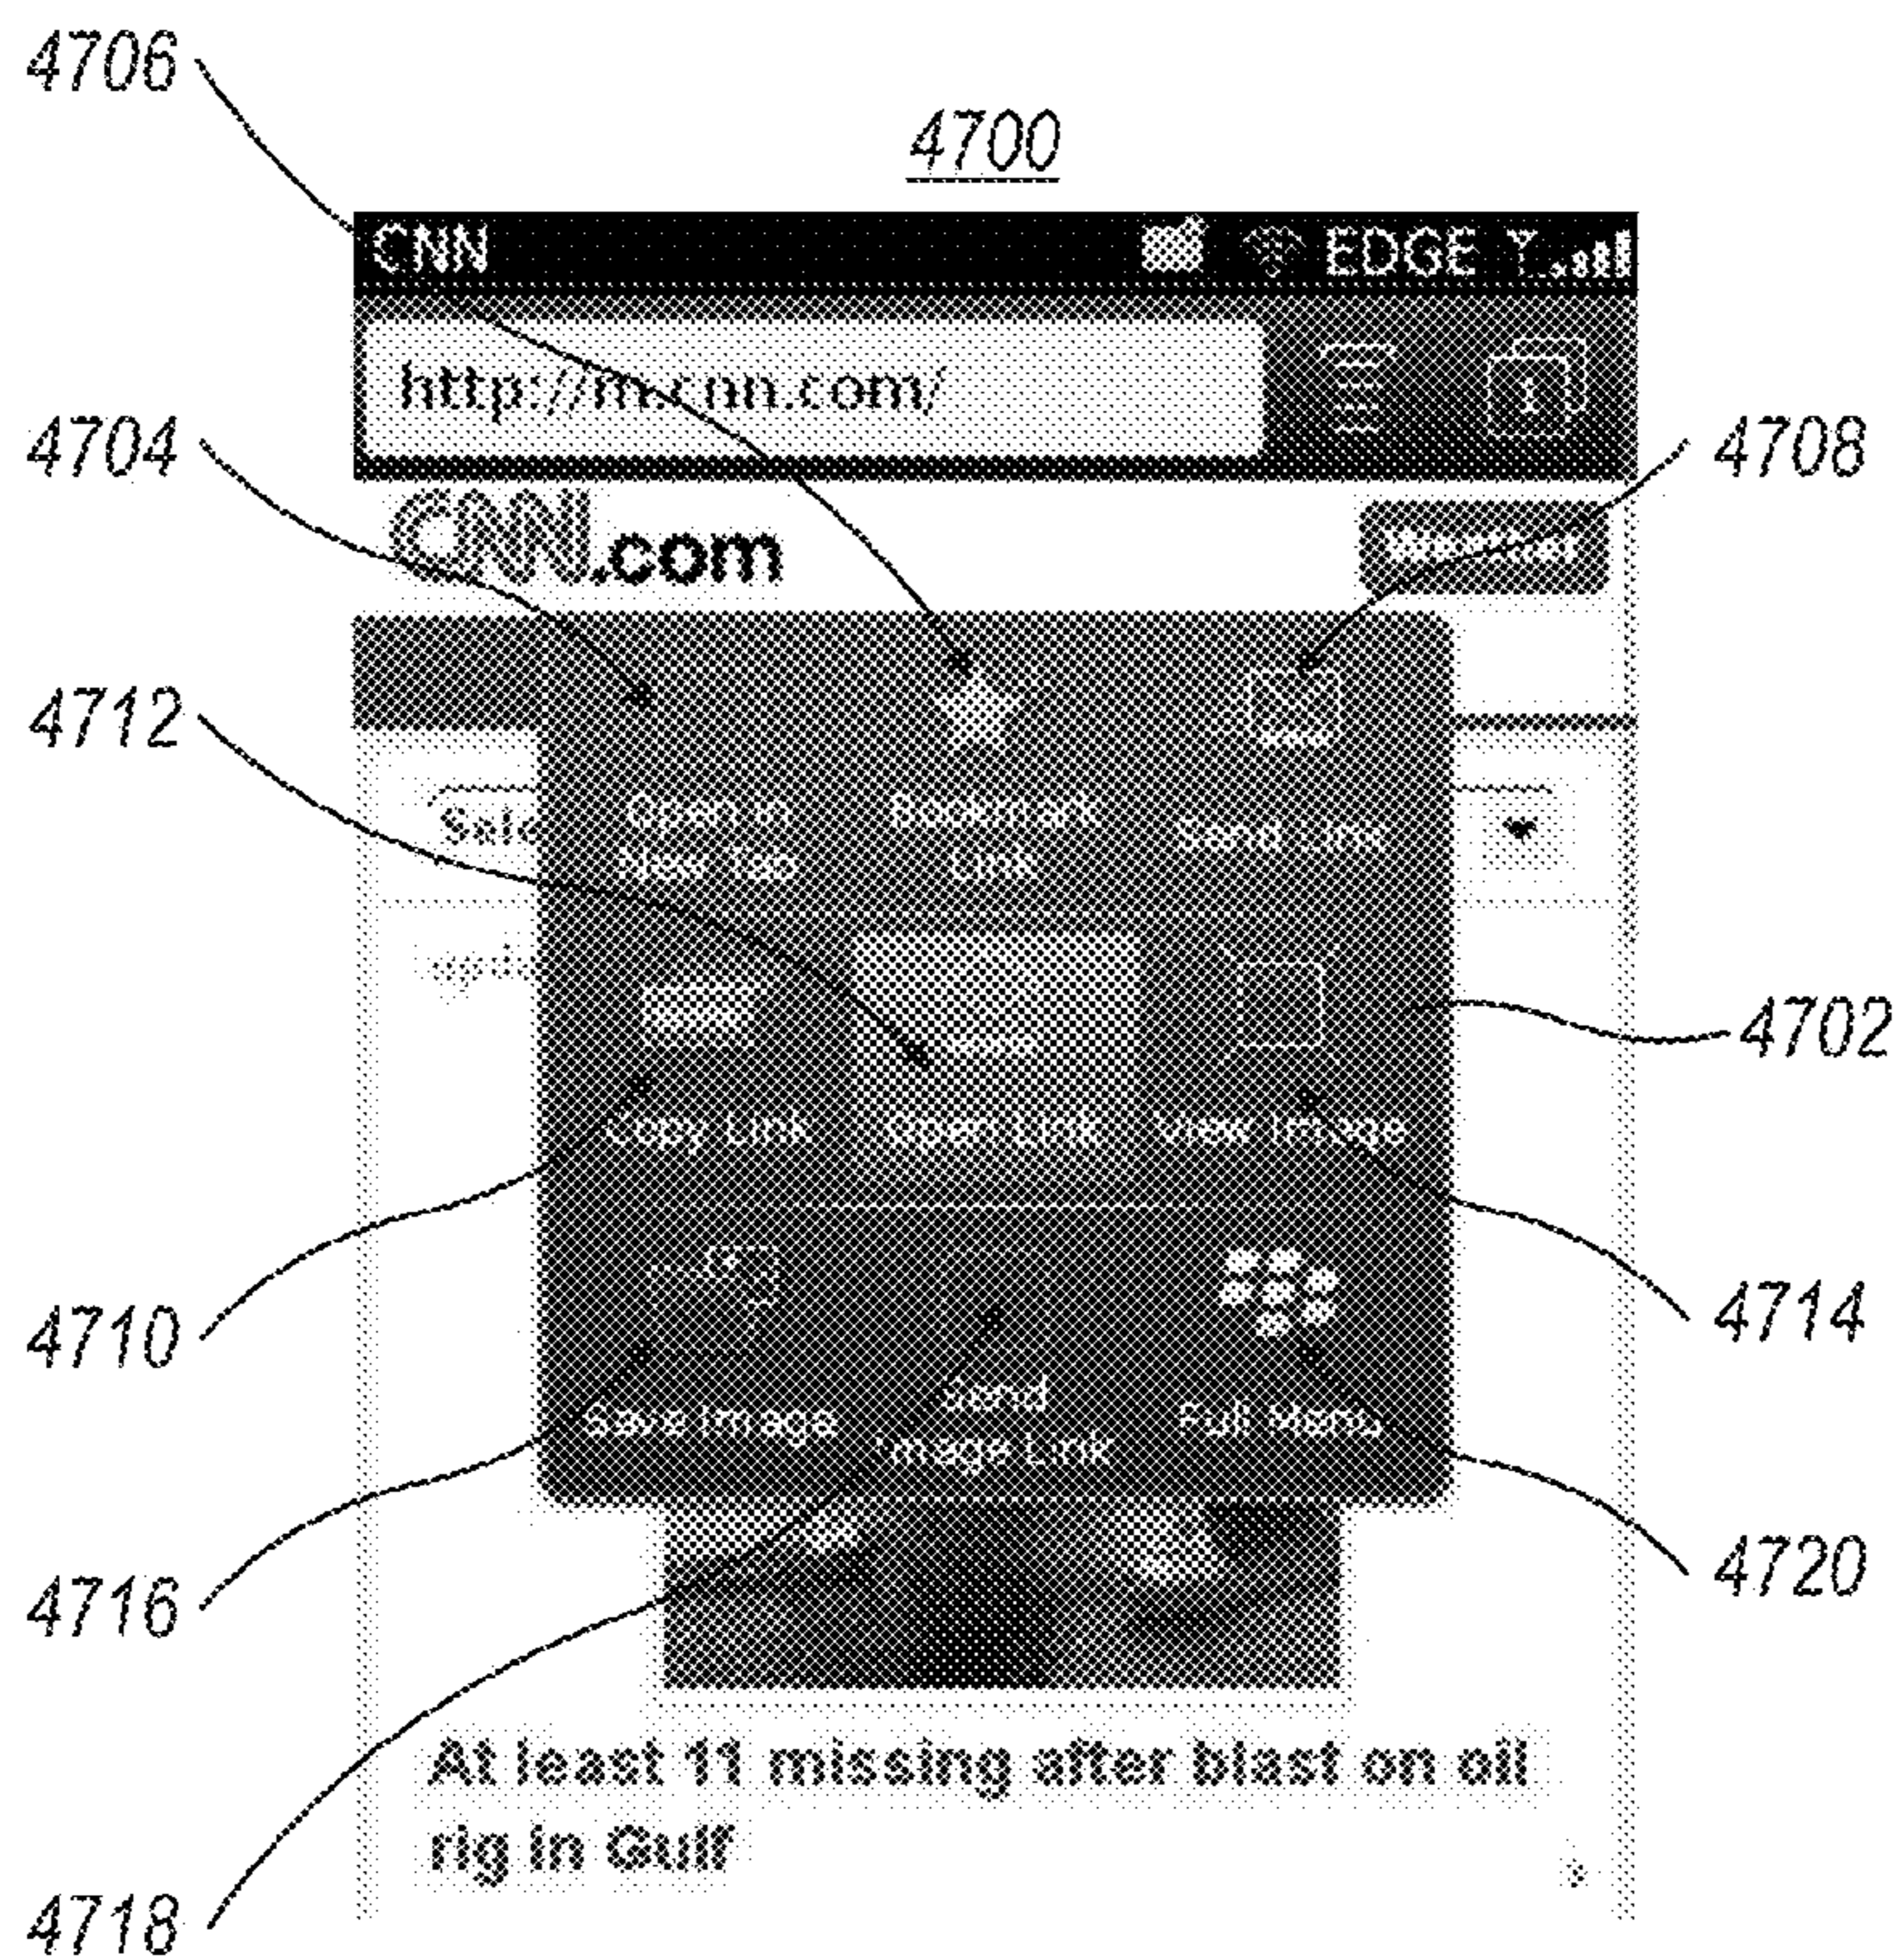 4706
4700
CNN EDGE
http://m.cnn.com/ 1
4704
4708
CNN.com
4712
Open in
New Tab
Bookmark
Link
Send Link
4702
Copy Link
Open Link
View Image
4710
4714
Save Image
Send
Image Link
Full Menu
4716
4720
At least 11 missing after blast on oil
rig in Gulf
4718